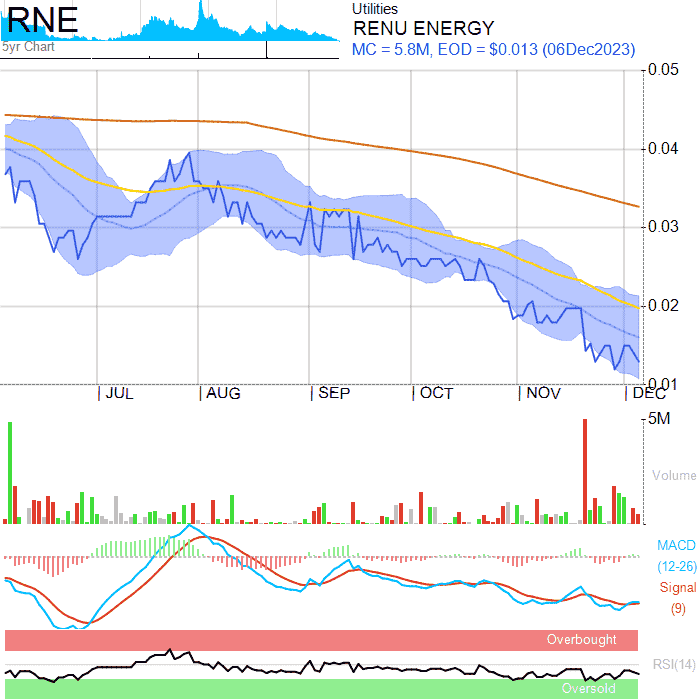 RNE
5yr Chart
Utilities
RENU ENERGY
MC = 5.8M, EOD = $0.013 (06Dec2023)
0.05
0.04
0.03
0.02
0.01
JUL AUG SEP OCT NOV DEC
5M
Volume
MACD
(12-26)
Signal
(9)
Overbought
RSI(14)
Oversold